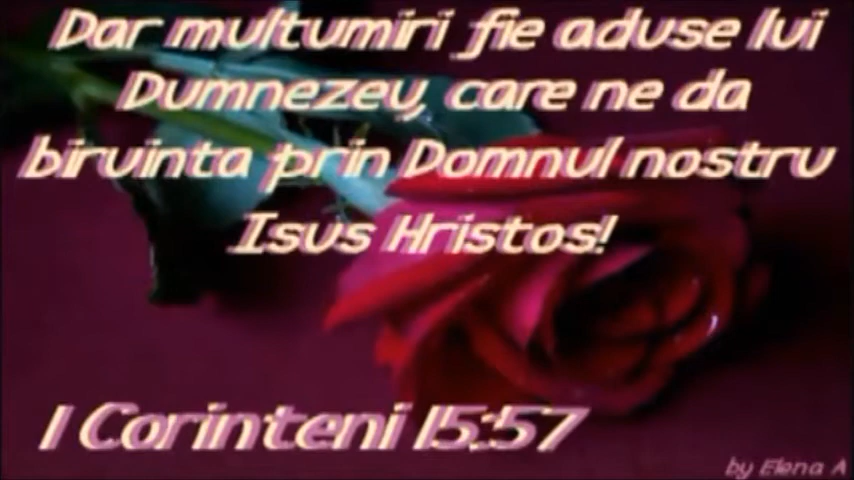 Dar multumiri fie aduse lui
Dumnezeu, care ne da
biruinta prin Domnul nostru
Isus Hristos!
I Corinteni 15:57
by Elena A